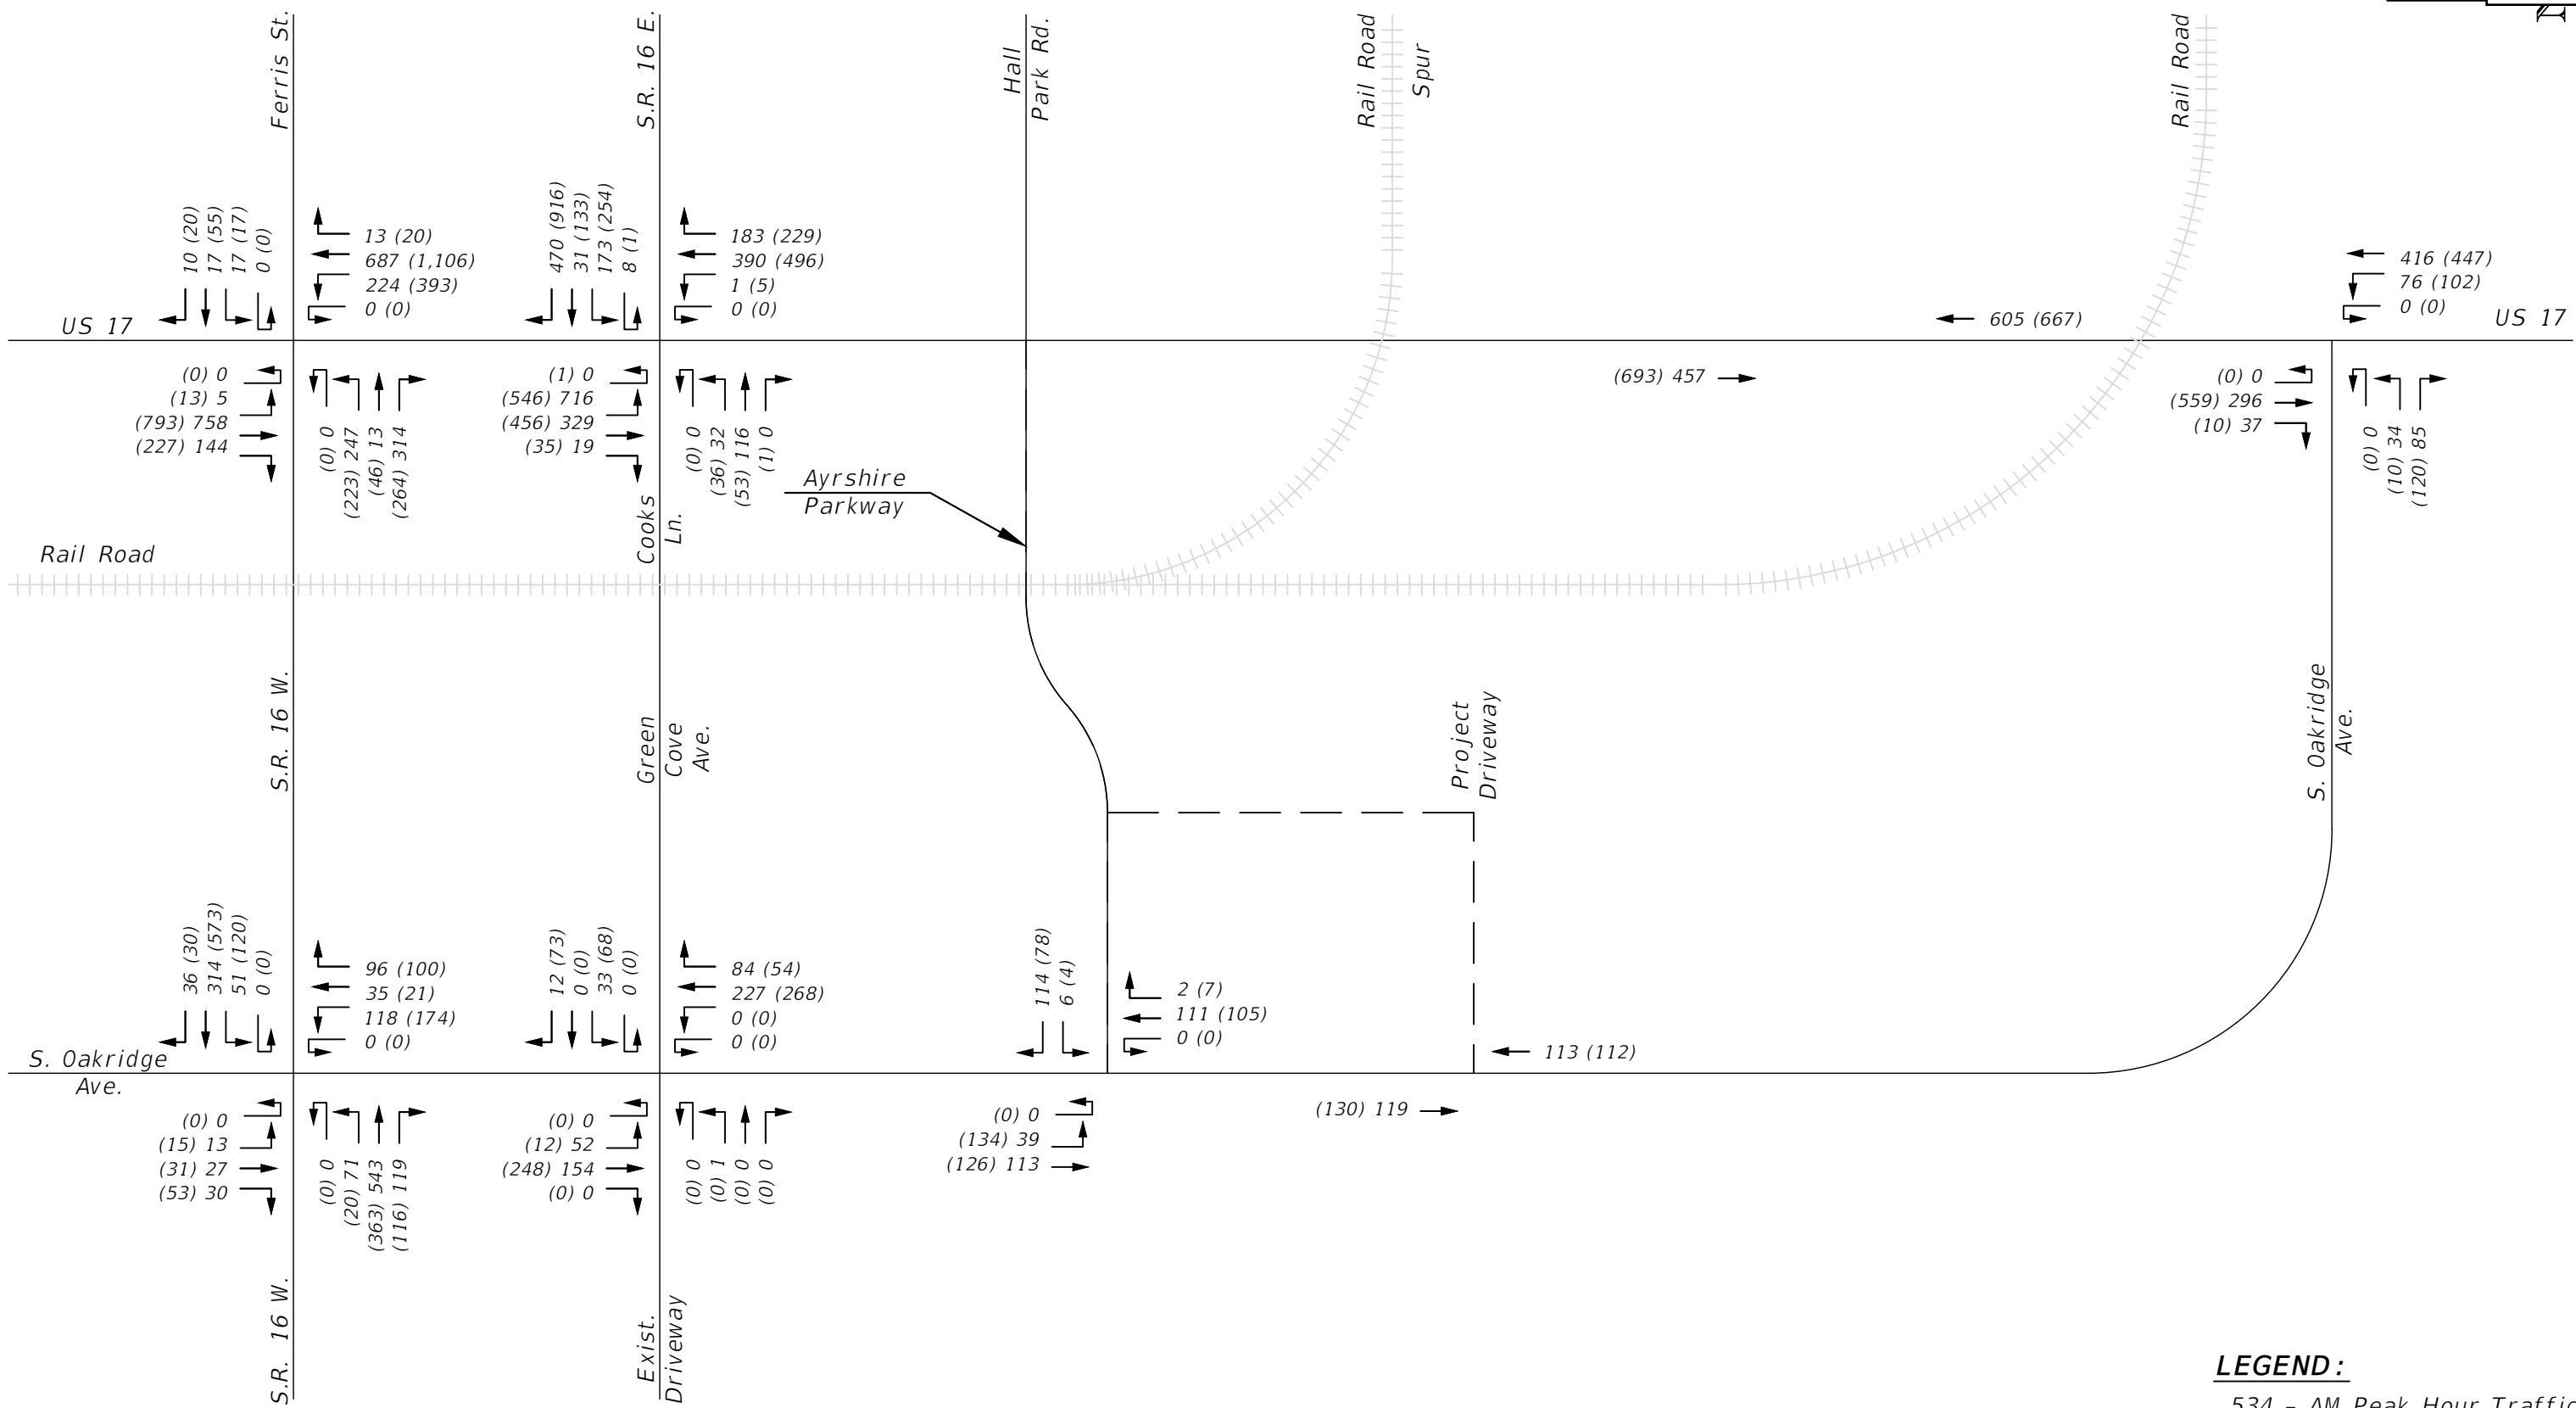 Ferris St.
S.R. 16 E.
Hall
Park Rd.
Rail Road
Spur
Rail Road
10 (20)
17 (55)
17 (17)
0 (0)
13 (20)
687 (1,106)
224 (393)
0 (0)
470 (916)
31 (133)
173 (254)
8 (1)
183 (229)
390 (496)
1 (5)
0 (0)
416 (447)
76 (102)
0 (0)
US 17
605 (667)
US 17
(0) 0
(13) 5
(793) 758
(227) 144
(0) 0
(223) 247
(46) 13
(264) 314
(1) 0
(546) 716
(456) 329
(35) 19
(0) 0
(36) 32
(53) 116
(1) 0
(693) 457
(0) 0
(559) 296
(10) 37
(0) 0
(10) 34
(120) 85
Ayrshire
Parkway
Cooks
Ln.
Rail Road
S.R. 16 W.
Green
Cove
Ave.
Project
Driveway
S. Oakridge
Ave.
36 (30)
314 (573)
51 (120)
0 (0)
96 (100)
35 (21)
118 (174)
0 (0)
12 (73)
0 (0)
33 (68)
0 (0)
84 (54)
227 (268)
0 (0)
0 (0)
114 (78)
6 (4)
2 (7)
111 (105)
0 (0)
113 (112)
S. Oakridge
Ave.
(0) 0
(15) 13
(31) 27
(53) 30
(0) 0
(20) 71
(363) 543
(116) 119
(0) 0
(12) 52
(248) 154
(0) 0
(0) 0
(0) 1
(0) 0
(0) 0
(0) 0
(134) 39
(126) 113
(130) 119
S.R. 16 W.
Exist.
Driveway
LEGEND:
534 - AM Peak Hour Traffic